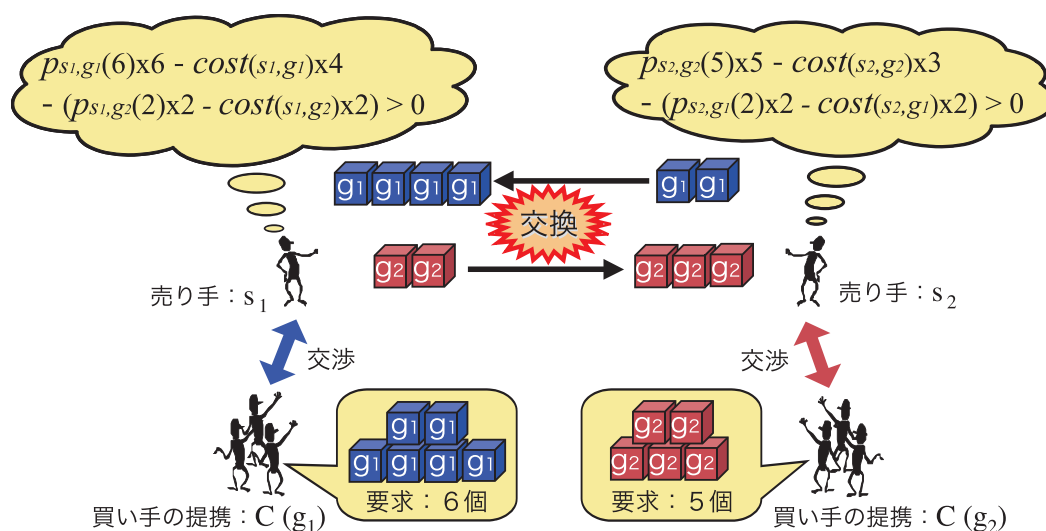 p s1,g1(6)x6 - cost(s1,g1)x4
- (p s1,g2(2)x2 - cost(s1,g2)x2) > 0
p s2,g2(5)x5 - cost(s2,g2)x3
- (p s2,g1(2)x2 - cost(s2,g1)x2) > 0
g1 g1 g1 g1
g1 g1
交換
g2 g2
g2 g2 g2
売り手：s1
売り手：s2
交渉
交渉
g1 g1
g1 g1 g1 g1
要求：６個
g2 g2
g2 g2 g2
要求：５個
買い手の提携：C (g1)
買い手の提携：C (g2)